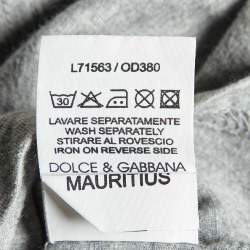 L71563 / OD380
30
LAVARE SEPARATAMENTE
WASH SEPARATELY
STIRARE AL ROVESCIO
IRON ON REVERSE SIDE
DOLCE & GABBANA
MAURITIUS